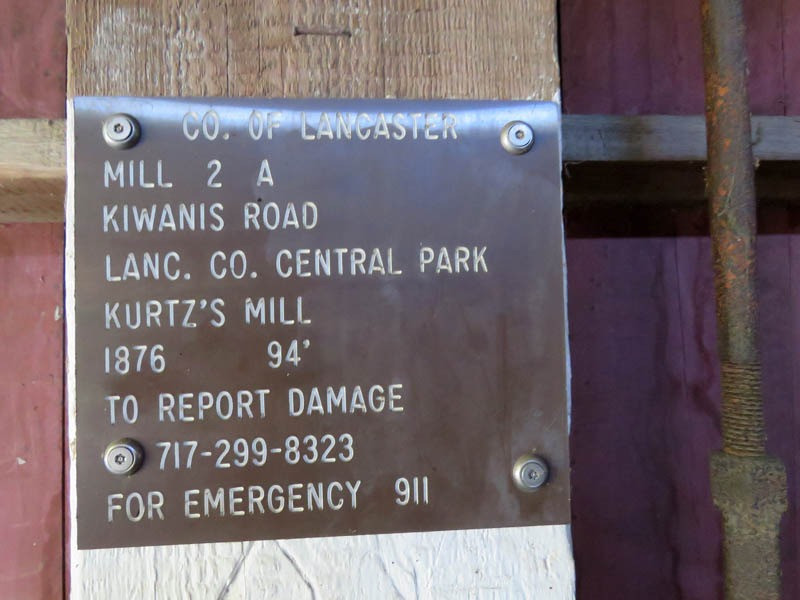 CO. OF LANCASTER
MILL 2 A
KIWANIS ROAD
LANC. CO. CENTRAL PARK
KURTZ'S MILL
1876 94'
TO REPORT DAMAGE
717-299-8323
FOR EMERGENCY 911